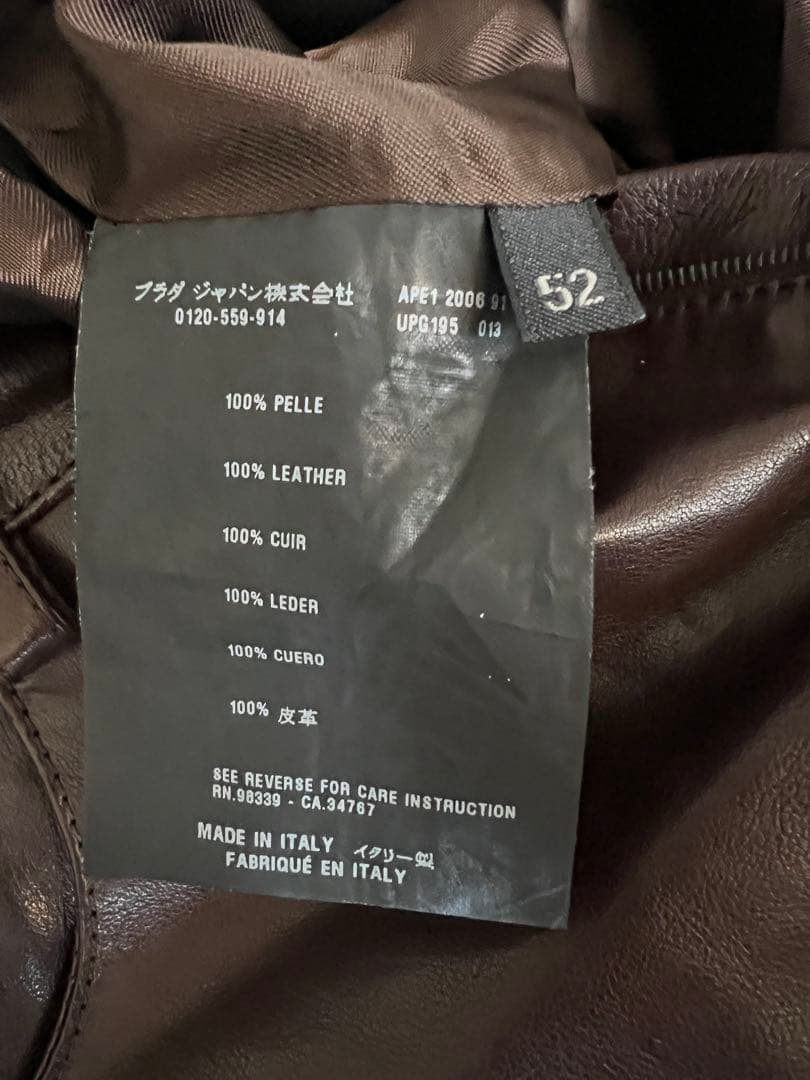 プラダ ジャパン株式会社
0120-559-914
APE1 2006 91
UPG195 013
52
100% PELLE
100% LEATHER
100% CUIR
100% LEDER
100% CUERO
100% 皮革
SEE REVERSE FOR CARE INSTRUCTION
RN.98339 - CA.34767
MADE IN ITALY イタリー製
FABRIQUÉ EN ITALY